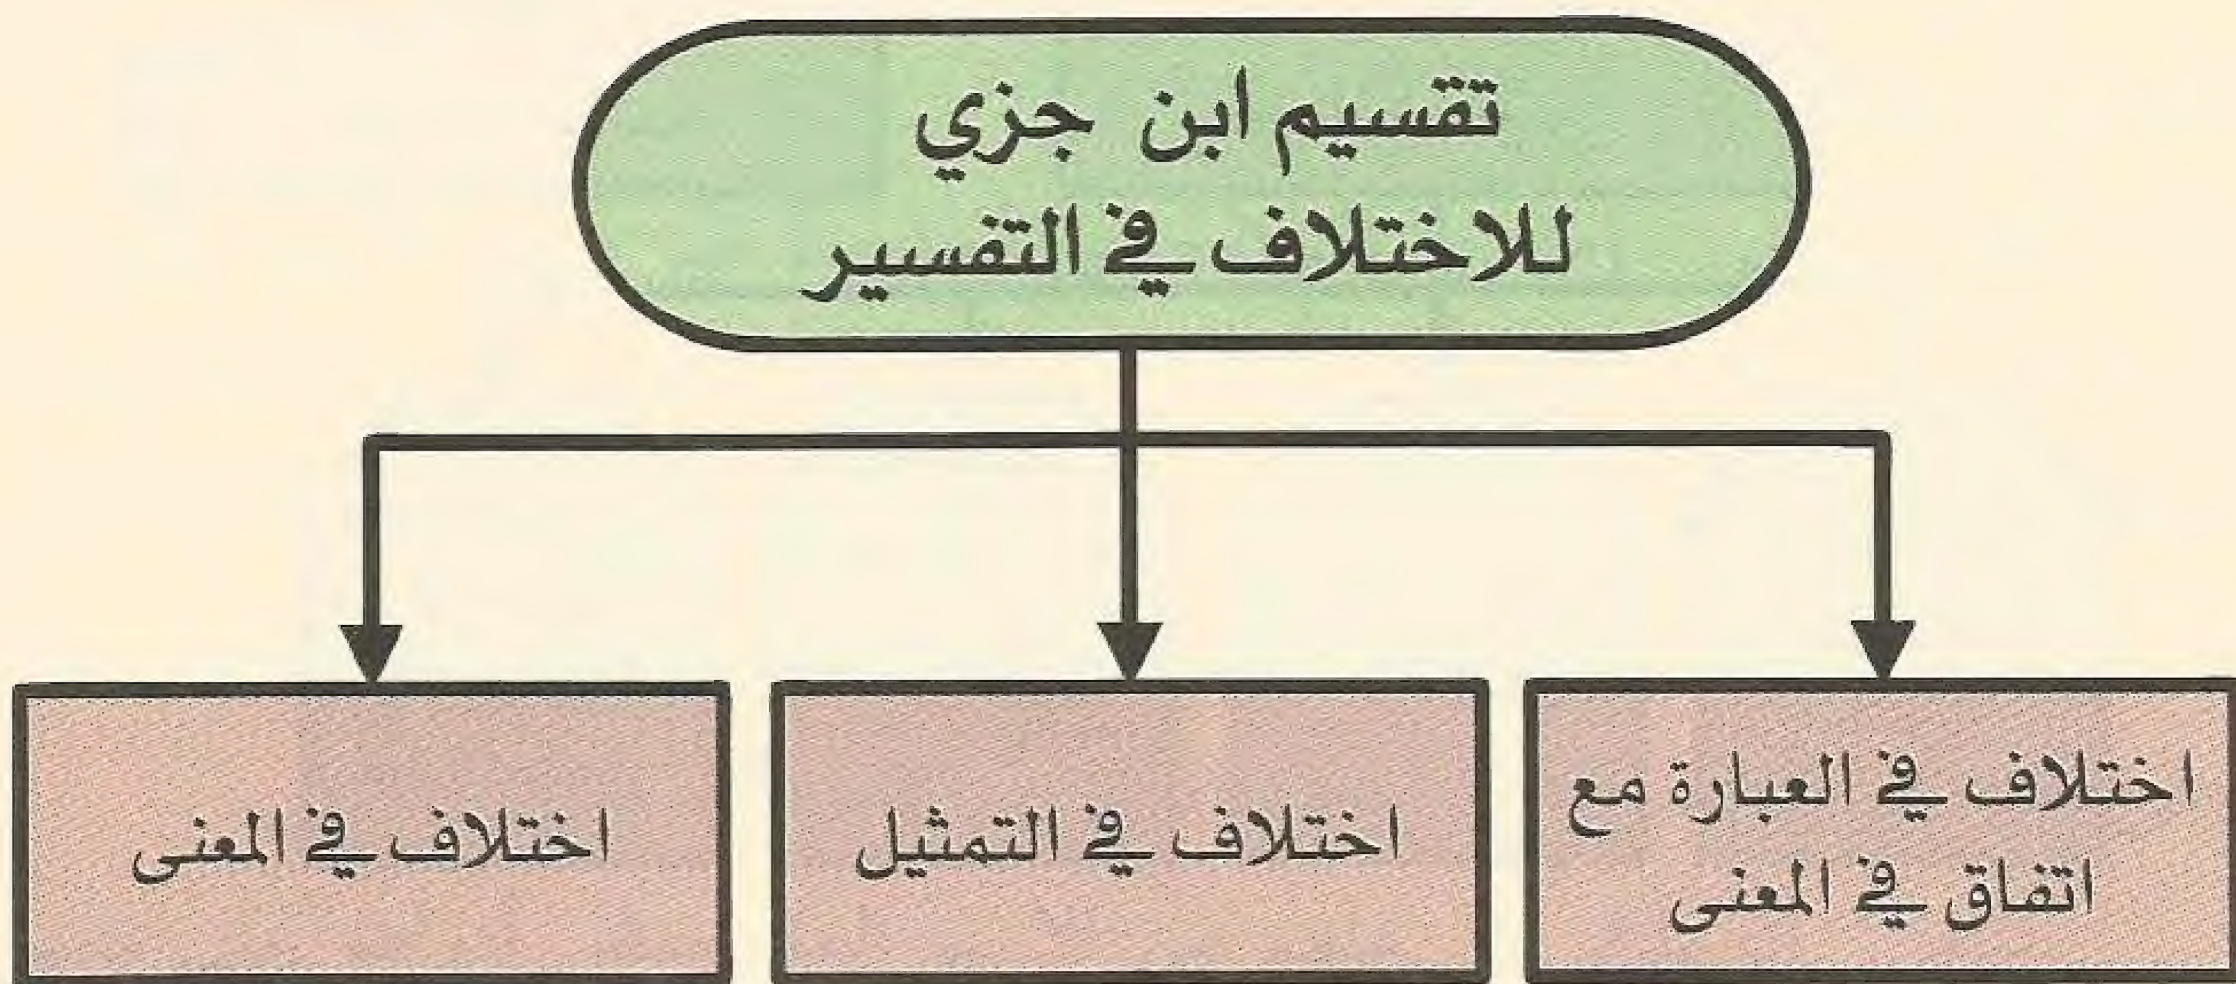 تقسيم ابن جزي
للاختلاف في التفسير
اختلاف في العبارة مع
اتفاق في المعنى
اختلاف في التمثيل
اختلاف في المعنى